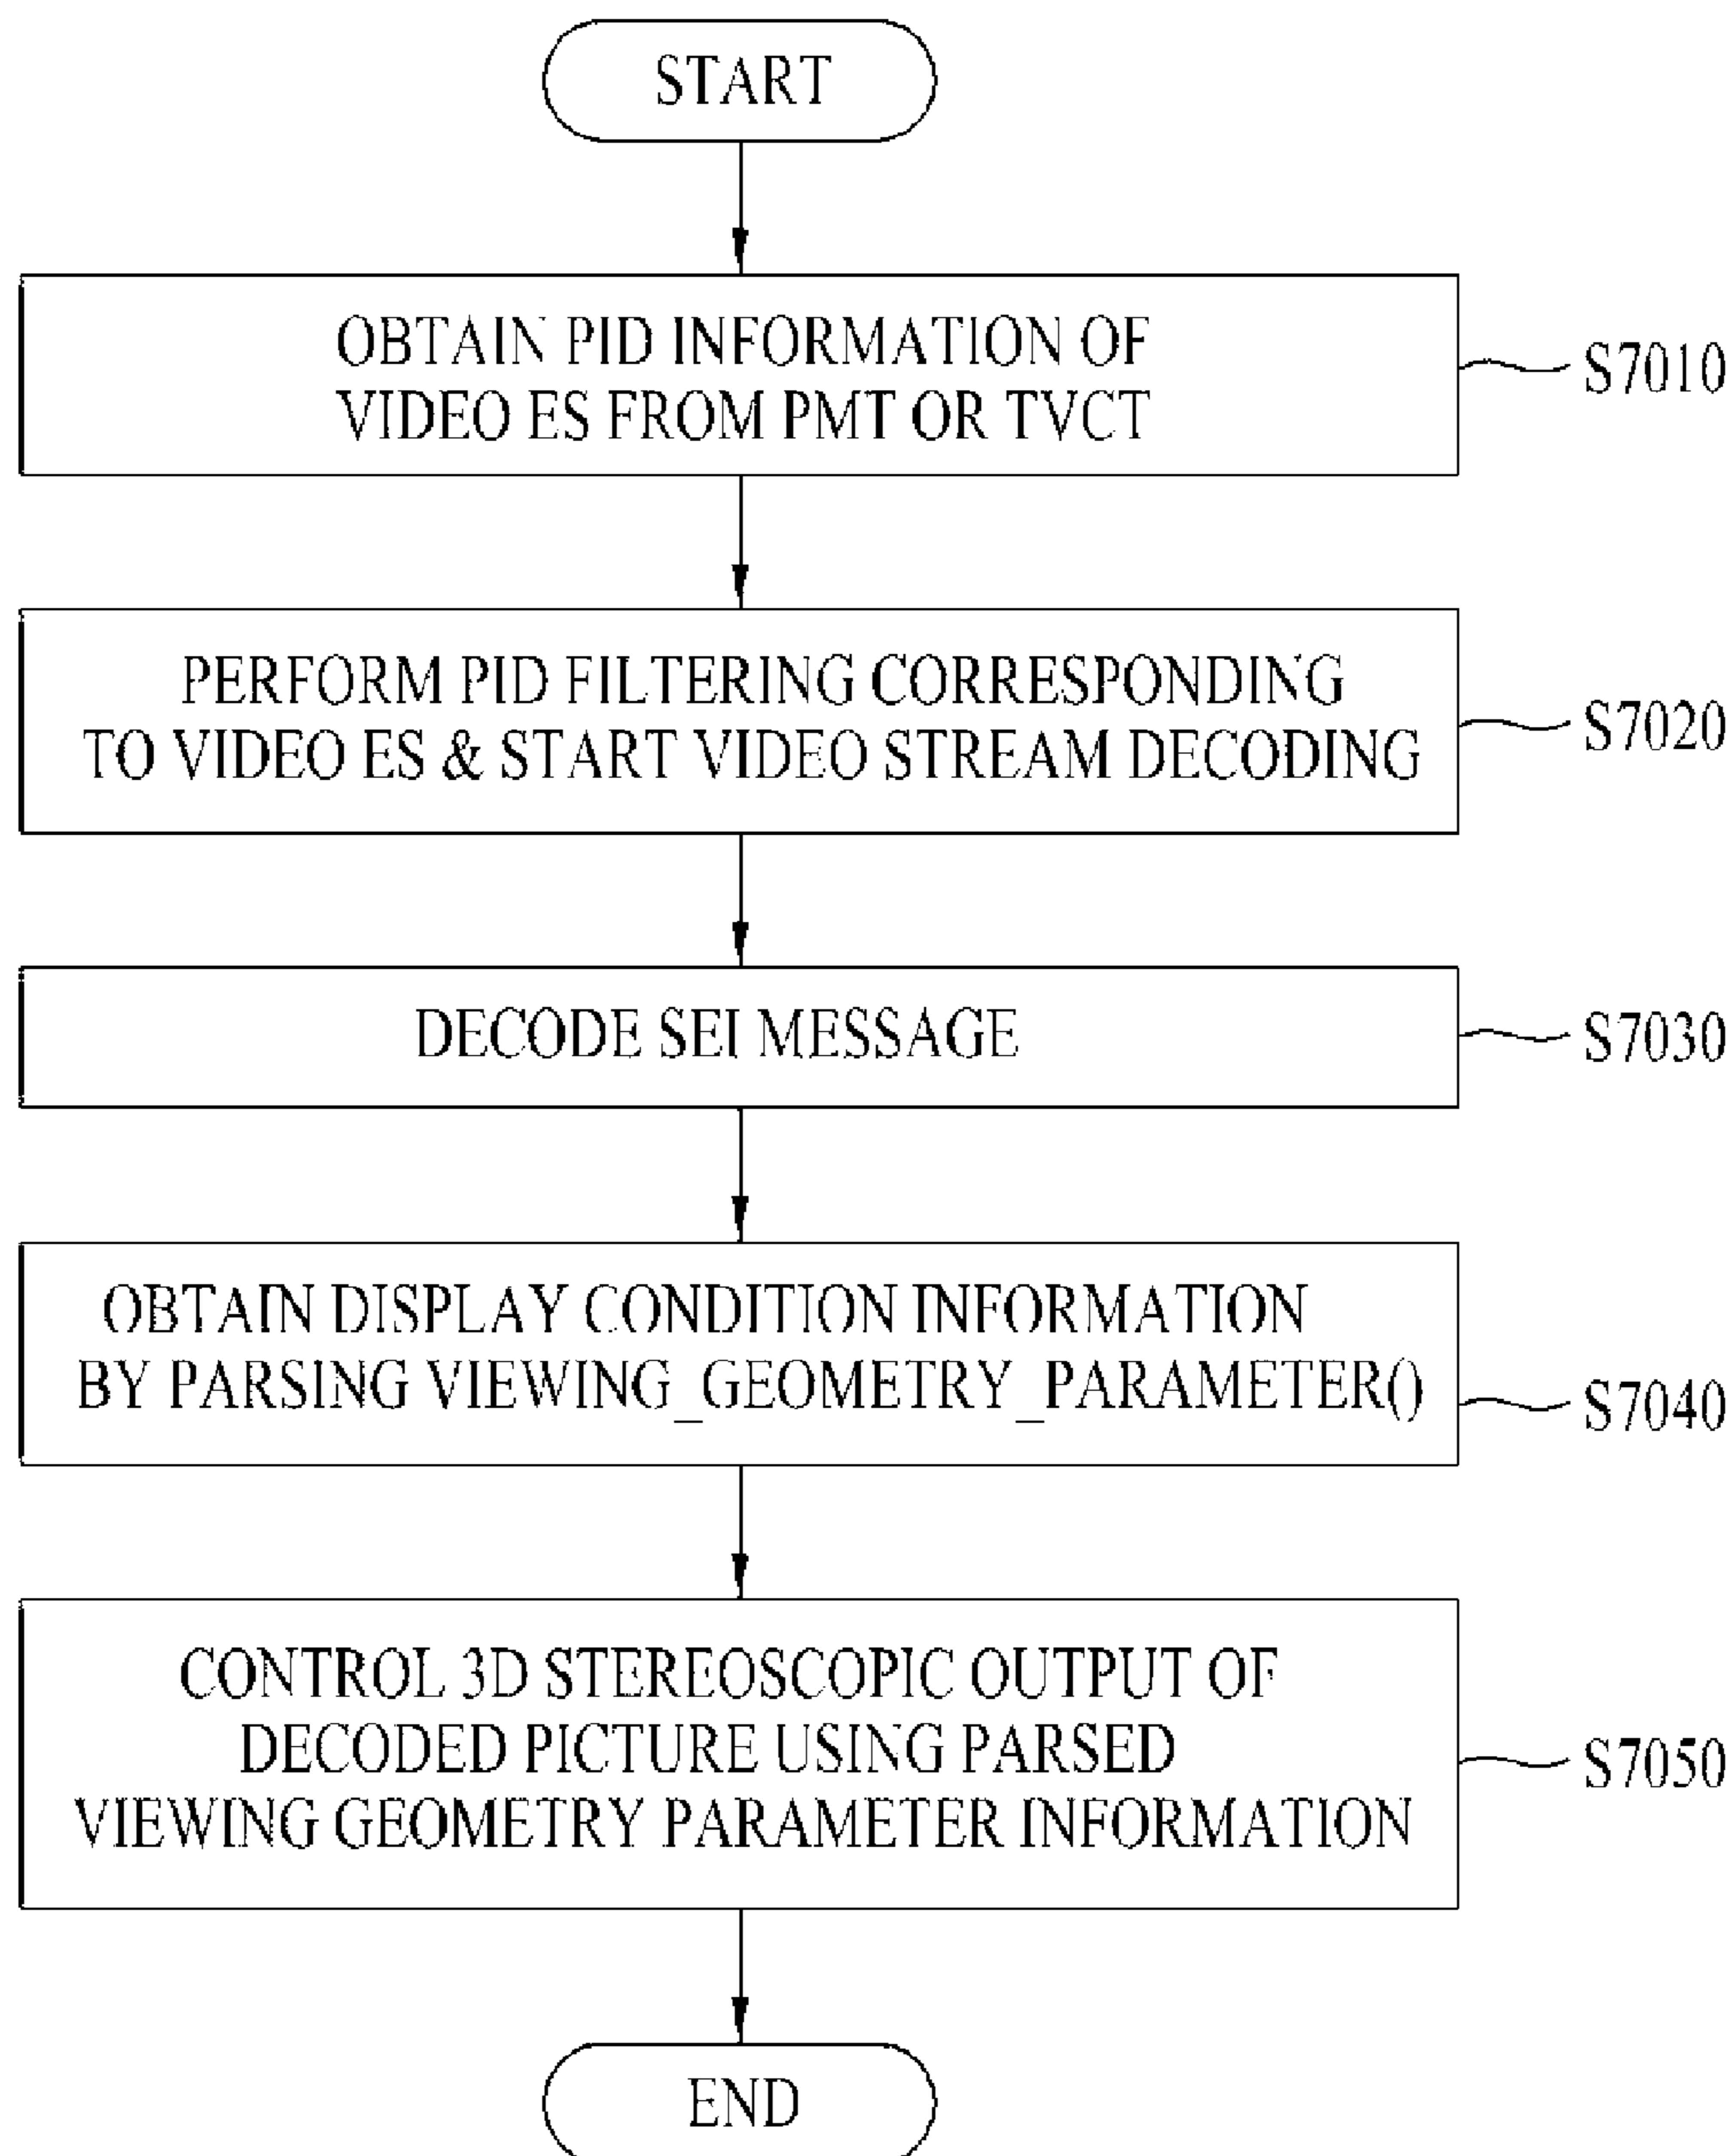 START
OBTAIN PID INFORMATION OF
VIDEO ES FROM PMT OR TVCT
S7010
PERFORM PID FILTERING CORRESPONDING
TO VIDEO ES & START VIDEO STREAM DECODING
S7020
DECODE SEI MESSAGE
S7030
OBTAIN DISPLAY CONDITION INFORMATION
BY PARSING VIEWING_GEOMETRY_PARAMETER()
S7040
CONTROL 3D STEREOSCOPIC OUTPUT OF
DECODED PICTURE USING PARSED
VIEWING GEOMETRY PARAMETER INFORMATION
S7050
END